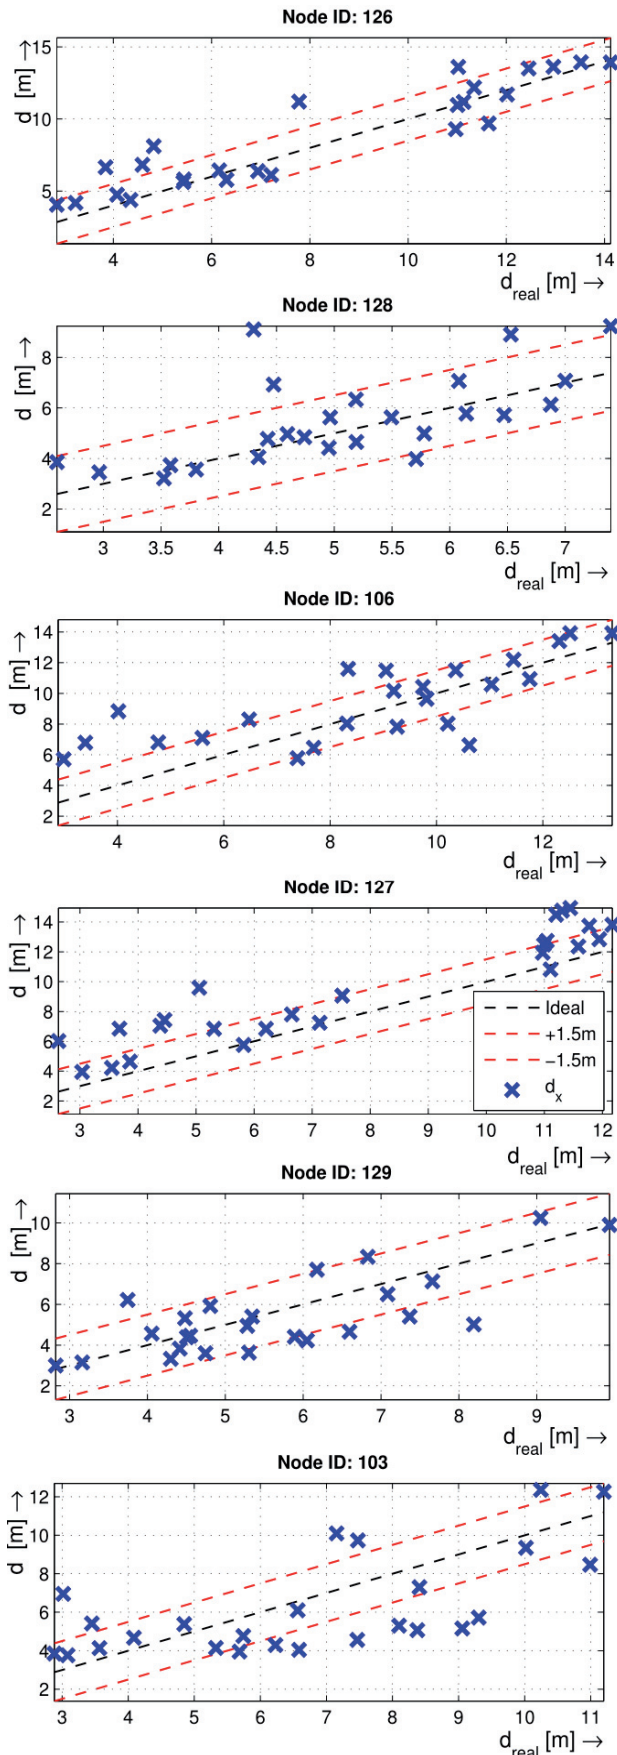 Node ID: 126
d [m] →
15
10
5
4 6 8 10 12 14
d_real [m] →
Node ID: 128
d [m] →
8
6
4
2
3 3.5 4 4.5 5 5.5 6 6.5 7
d_real [m] →
Node ID: 106
d [m] →
14
12
10
8
6
4
2
4 6 8 10 12
d_real [m] →
Node ID: 127
d [m] →
14
12
10
8
6
4
2
Ideal
+1.5m
−1.5m
d_x
3 4 5 6 7 8 9 10 11 12
d_real [m] →
Node ID: 129
d [m] →
10
8
6
4
2
3 4 5 6 7 8 9
d_real [m] →
Node ID: 103
d [m] →
12
10
8
6
4
2
3 4 5 6 7 8 9 10 11
d_real [m] →